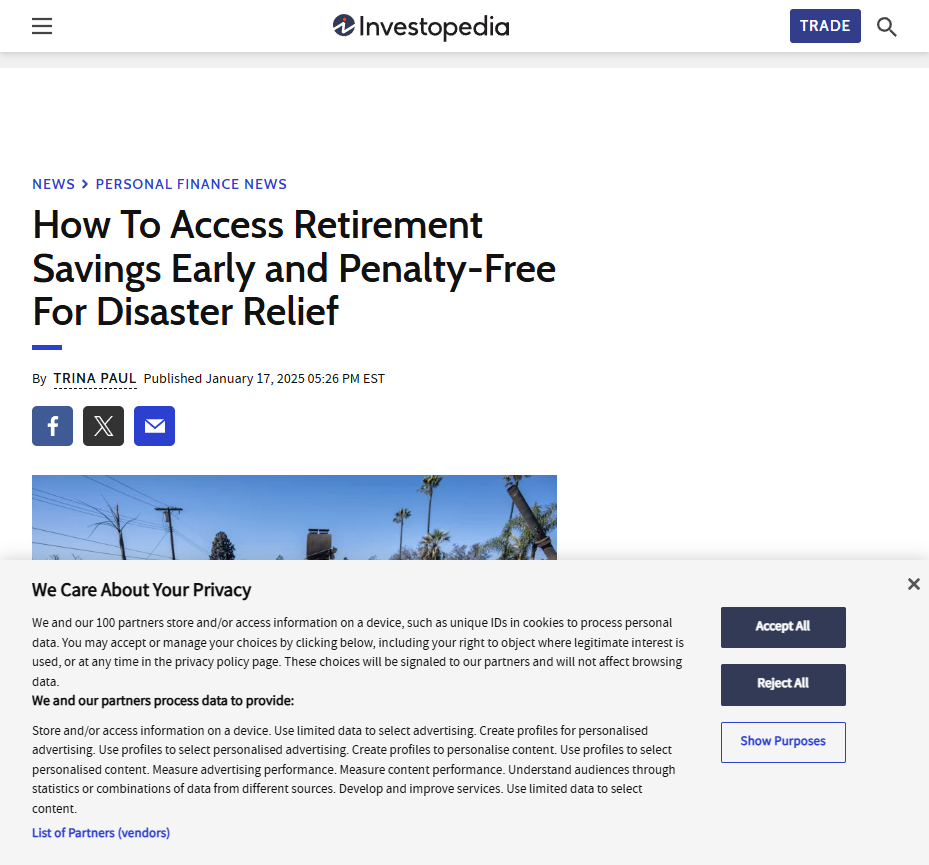 Investopedia
TRADE
NEWS > PERSONAL FINANCE NEWS
How To Access Retirement
Savings Early and Penalty-Free
For Disaster Relief
By TRINA PAUL Published January 17, 2025 05:26 PM EST
We Care About Your Privacy
We and our 100 partners store and/or access information on a device, such as unique IDs in cookies to process personal
data. You may accept or manage your choices by clicking below, including your right to object where legitimate interest is
used, or at any time in the privacy policy page. These choices will be signaled to our partners and will not affect browsing
data.
We and our partners process data to provide:
Store and/or access information on a device. Use limited data to select advertising. Create profiles for personalised
advertising. Use profiles to select personalised advertising. Create profiles to personalise content. Use profiles to select
personalised content. Measure advertising performance. Measure content performance. Understand audiences through
statistics or combinations of data from different sources. Develop and improve services. Use limited data to select
content.
List of Partners (vendors)
Accept All
Reject All
Show Purposes